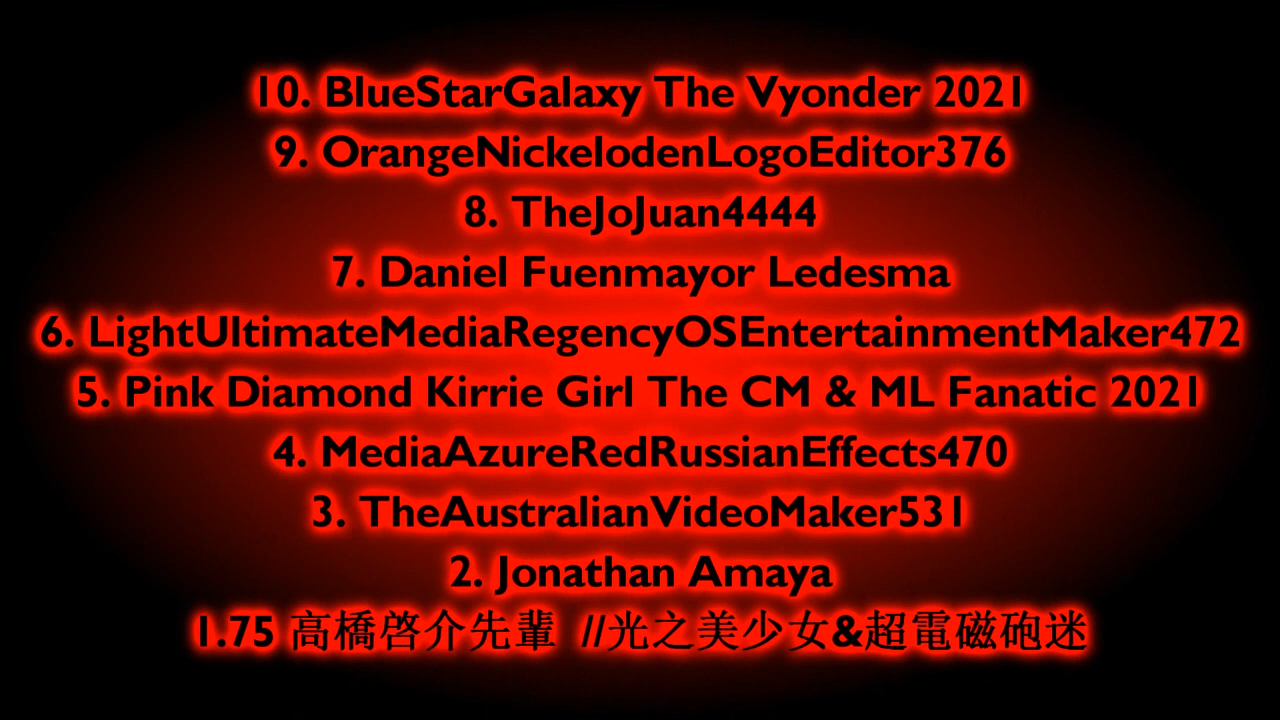 10. BlueStarGalaxy The Vyonder 2021
9. OrangeNickelodenLogoEditor376
8. TheJoJuan4444
7. Daniel Fuenmayor Ledesma
6. LightUltimateMediaRegencyOSEntertainmentMaker472
5. Pink Diamond Kirrie Girl The CM & ML Fanatic 2021
4. MediaAzureRedRussianEffects470
3. TheAustralianVideoMaker531
2. Jonathan Amaya
1.75 高橋啓介先輩 //光之美少女&超電磁砲迷